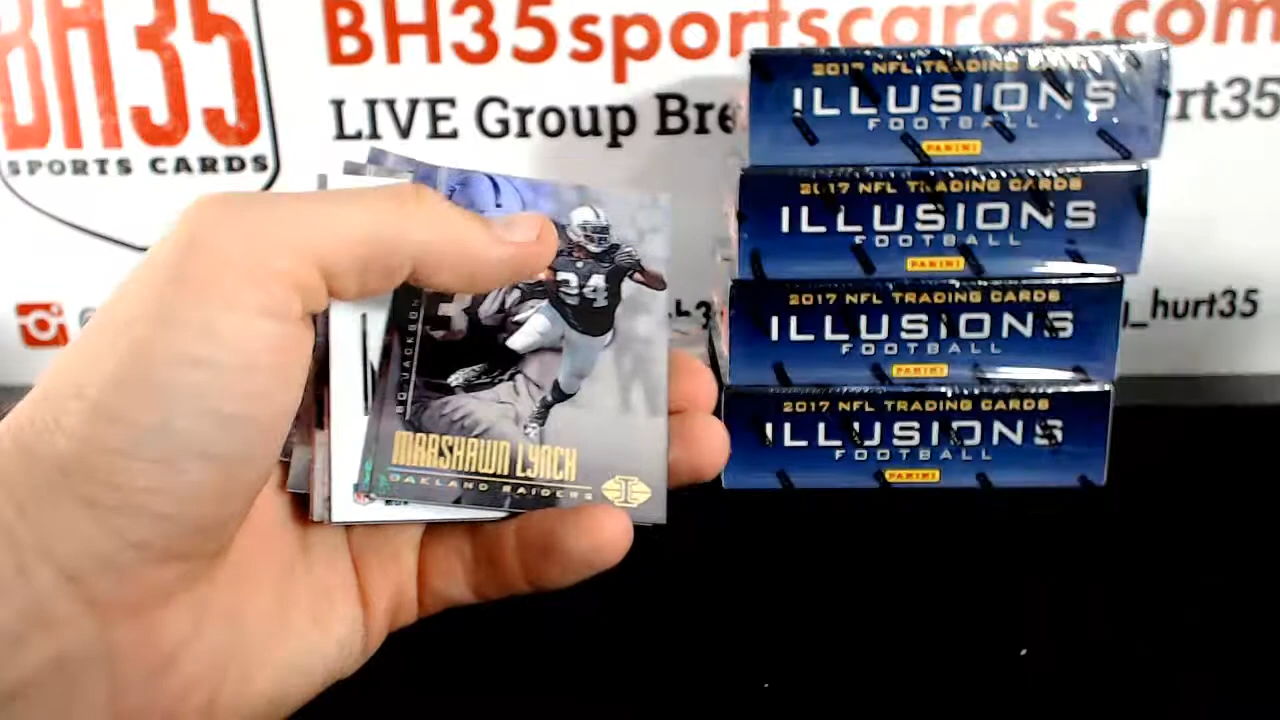 BH35
SPORTS CARDS
BH35sportscards.com
LIVE Group Bre
urt35
_hurt35
2017 NFL TRADING CARDS
ILLUSIONS
FOOTBALL
PANINI
2017 NFL TRADING CARDS
ILLUSIONS
FOOTBALL
PANINI
2017 NFL TRADING CARDS
ILLUSIONS
FOOTBALL
PANINI
2017 NFL TRADING CARDS
ILLUSIONS
FOOTBALL
PANINI
24
BO JACKSON
MARSHAWN LYNCH
OAKLAND RAIDERS
I